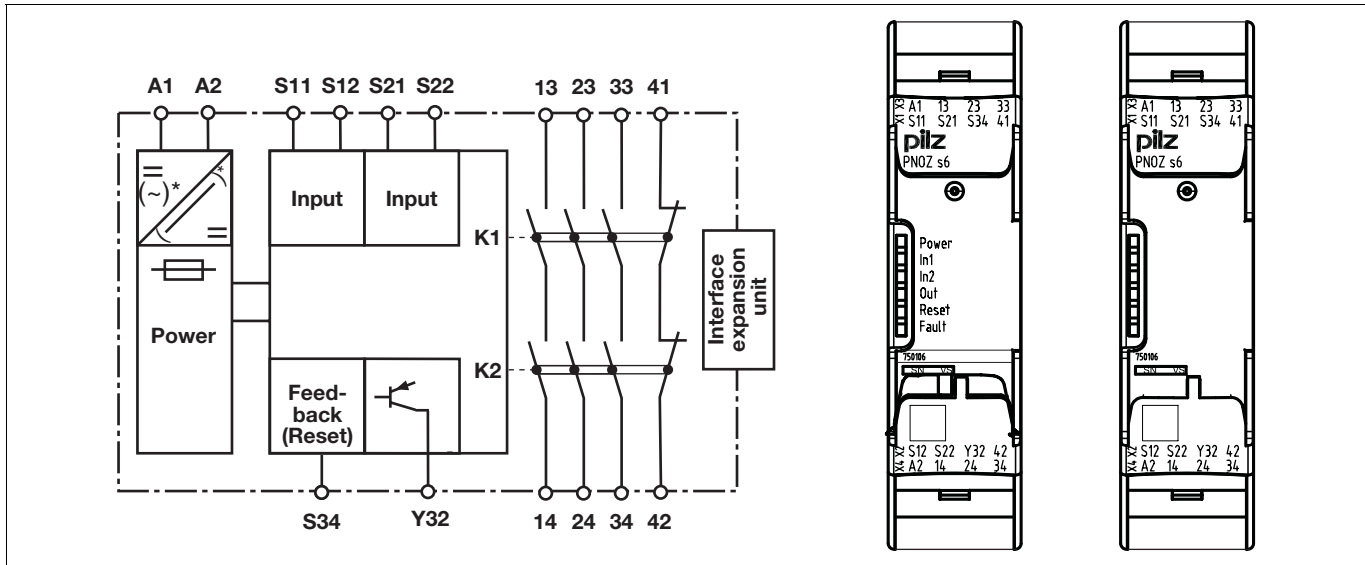 A1 A2 S11 S12 S21 S22 13 23 33 41
=
(~)* *
=
Input Input
K1
Power
Interface
expansion
unit
K2
Feed-
back
(Reset)
S34 Y32 14 24 34 42
X3 A1 13 23 33
X1 S11 S21 S34 41
pilz
PNOZ s6
Power
In1
In2
Out
Reset
Fault
750106
SN VS
X2 S12 S22 Y32 42
X4 A2 14 24 34
X3 A1 13 23 33
X1 S11 S21 S34 41
pilz
PNOZ s6
750106
SN VS
X2 S12 S22 Y32 42
X4 A2 14 24 34